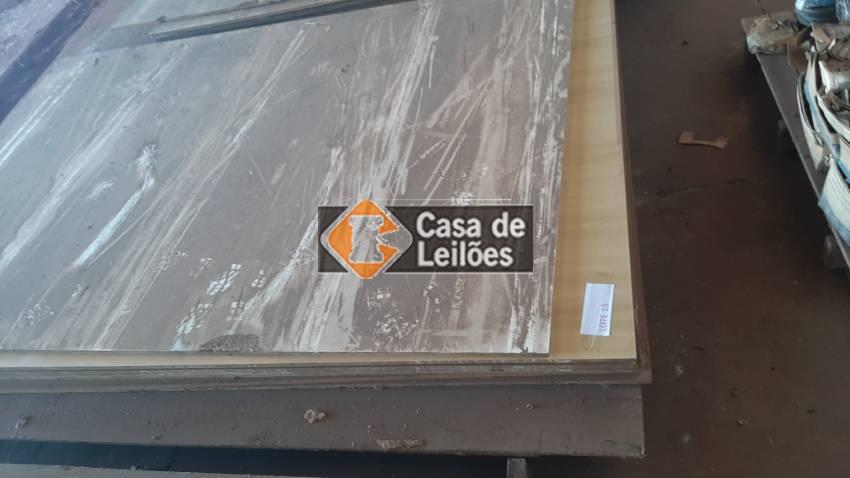 Casa de
Leilões
LOTE 13